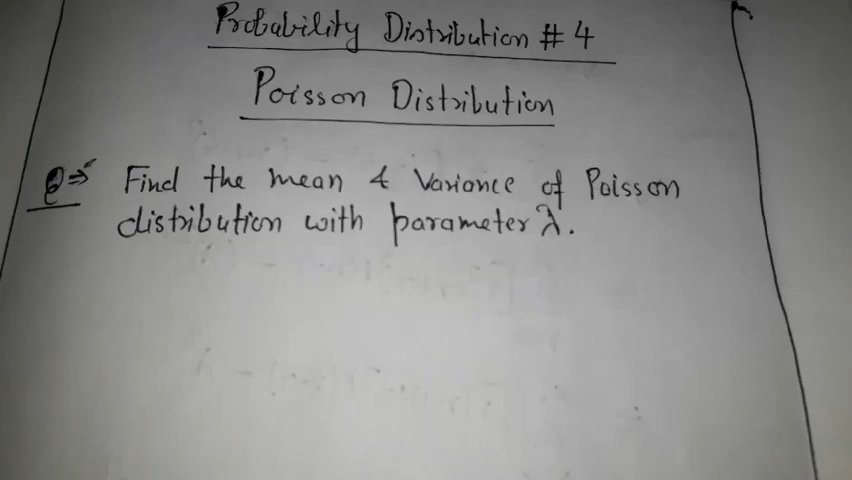 Probability Distribution # 4
Poisson Distribution
Q⇒ Find the mean & Variance of Poisson
distribution with parameter λ.